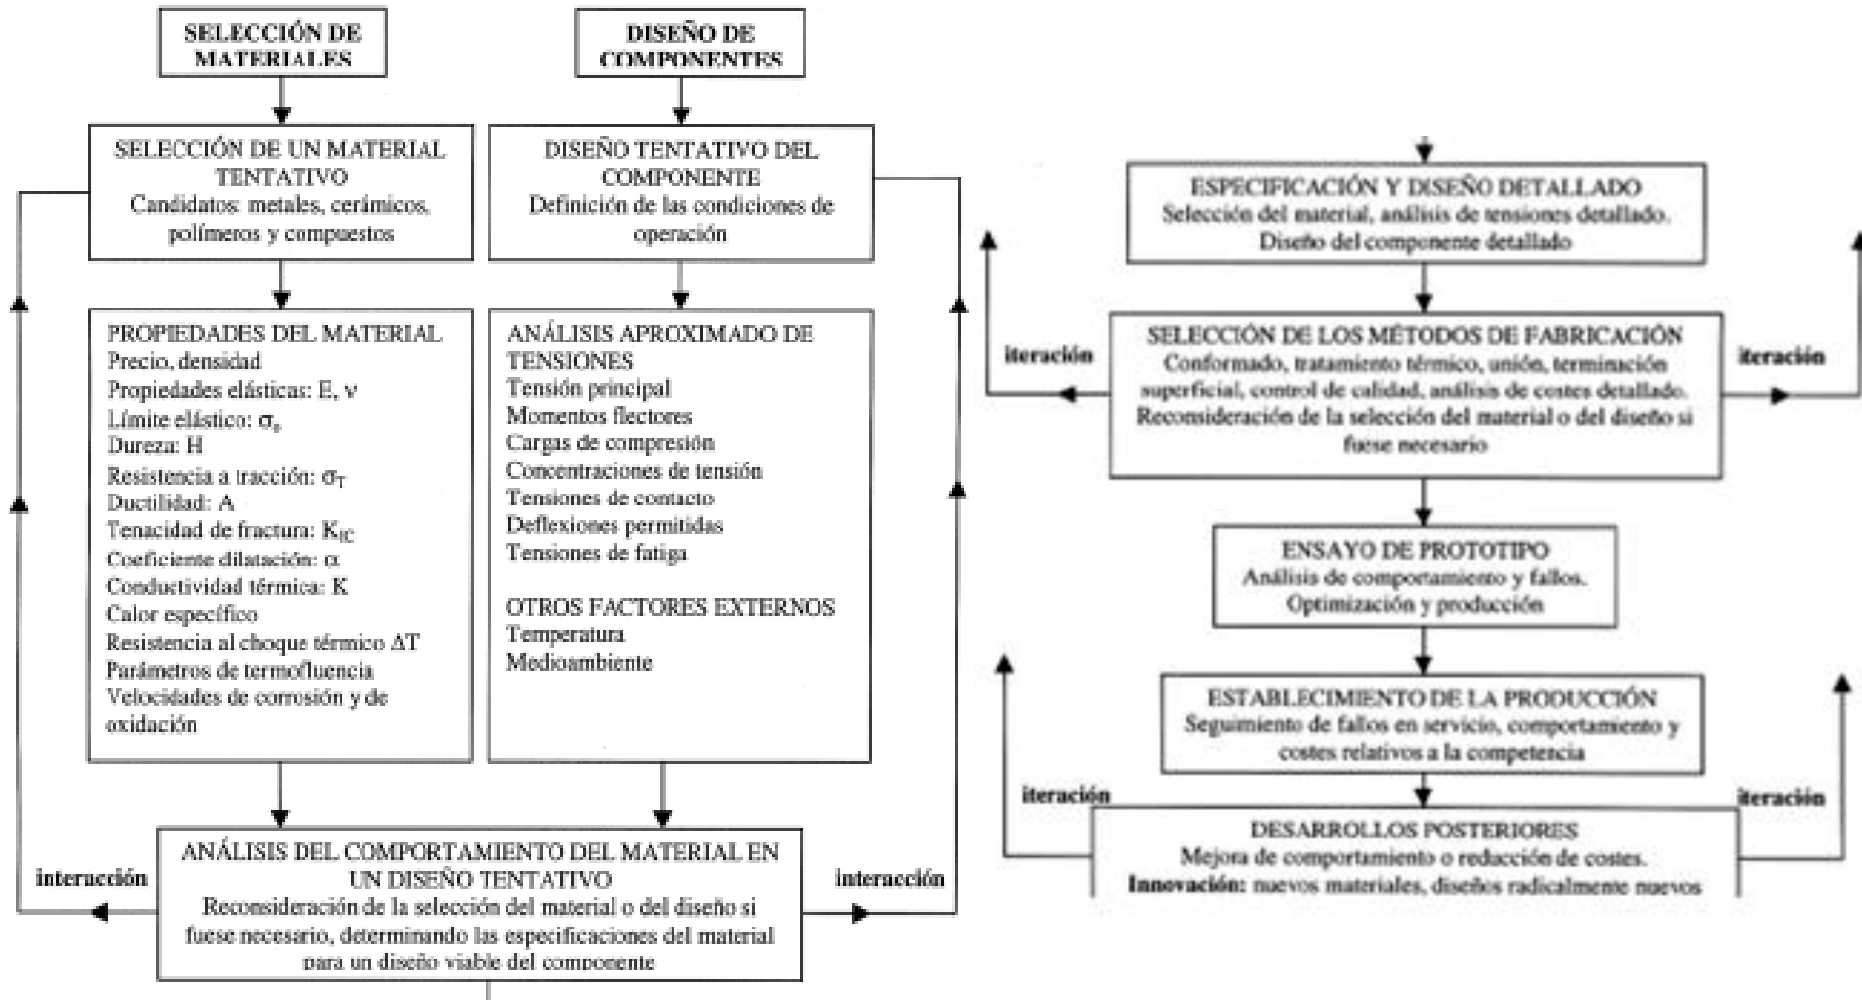 SELECCIÓN DE
MATERIALES
DISEÑO DE
COMPONENTES
SELECCIÓN DE UN MATERIAL
TENTATIVO
Candidatos: metales, cerámicos,
polímeros y compuestos
DISEÑO TENTATIVO DEL
COMPONENTE
Definición de las condiciones de
operación
PROPIEDADES DEL MATERIAL
Precio, densidad
Propiedades elásticas: E, ν
Límite elástico: σₑ
Dureza: H
Resistencia a tracción: σ_T
Ductilidad: A
Tenacidad de fractura: K_IC
Coeficiente dilatación: α
Conductividad térmica: K
Calor específico
Resistencia al choque térmico ΔT
Parámetros de termofluencia
Velocidades de corrosión y de
oxidación
ANÁLISIS APROXIMADO DE
TENSIONES
Tensión principal
Momentos flectores
Cargas de compresión
Concentraciones de tensión
Tensiones de contacto
Deflexiones permitidas
Tensiones de fatiga
OTROS FACTORES EXTERNOS
Temperatura
Medioambiente
interacción
ANÁLISIS DEL COMPORTAMIENTO DEL MATERIAL EN
UN DISEÑO TENTATIVO
Reconsideración de la selección del material o del diseño si
fuese necesario, determinando las especificaciones del material
para un diseño viable del componente
interacción
ESPECIFICACIÓN Y DISEÑO DETALLADO
Selección del material, análisis de tensiones detallado.
Diseño del componente detallado
iteración
SELECCIÓN DE LOS MÉTODOS DE FABRICACIÓN
Conformado, tratamiento térmico, unión, terminación
superficial, control de calidad, análisis de costes detallado.
Reconsideración de la selección del material o del diseño si
fuese necesario
iteración
ENSAYO DE PROTOTIPO
Análisis de comportamiento y fallos.
Optimización y producción
ESTABLECIMIENTO DE LA PRODUCCIÓN
Seguimiento de fallos en servicio, comportamiento y
costes relativos a la competencia
iteración
DESARROLLOS POSTERIORES
Mejora de comportamiento o reducción de costes.
Innovación: nuevos materiales, diseños radicalmente nuevos
iteración